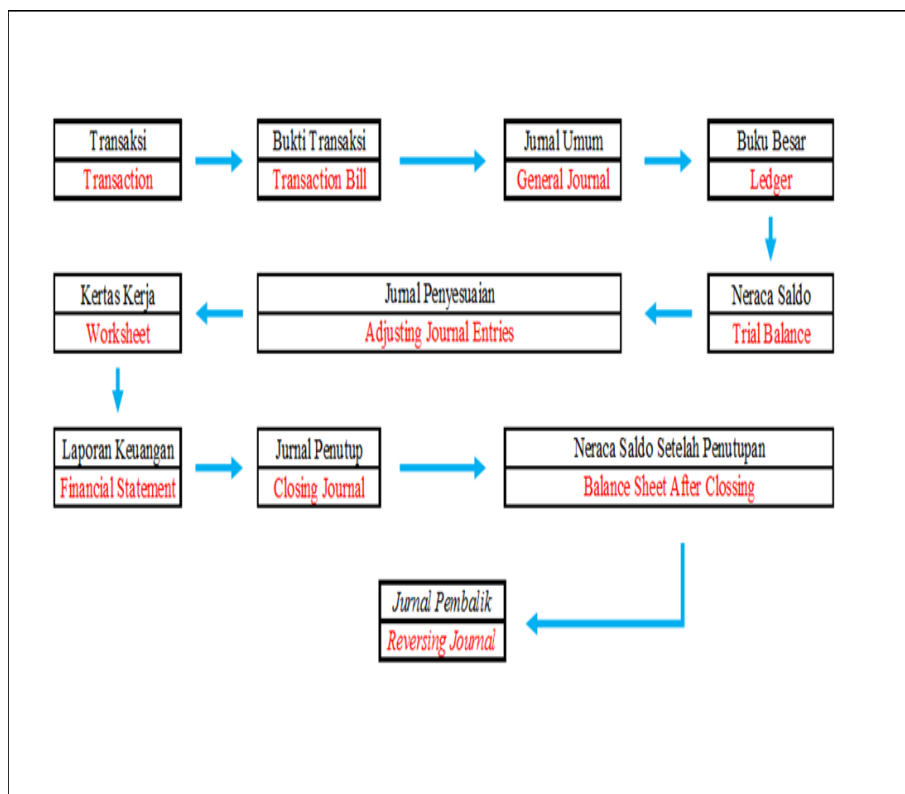 Transaksi
Transaction
Bukti Transaksi
Transaction Bill
Jurnal Umum
General Journal
Buku Besar
Ledger
Neraca Saldo
Trial Balance
Jurnal Penyesuaian
Adjusting Journal Entries
Kertas Kerja
Worksheet
Laporan Keuangan
Financial Statement
Jurnal Penutup
Closing Journal
Neraca Saldo Setelah Penutupan
Balance Sheet After Clossing
Jurnal Pembalik
Reversing Journal